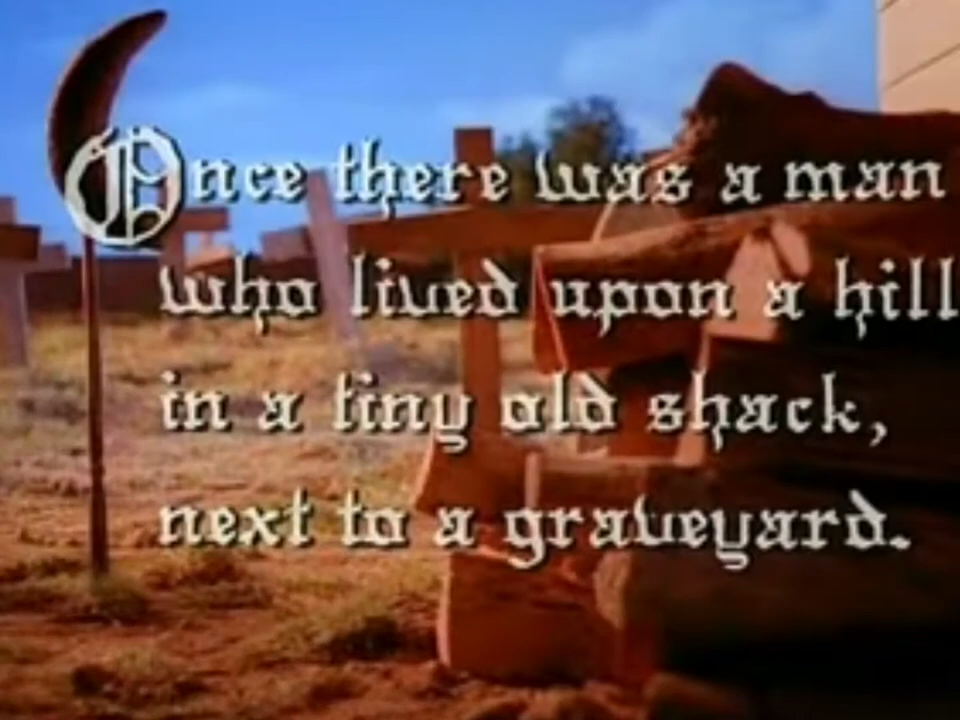 Once there was a man
who lived upon a hill
in a tiny old shack,
next to a graveyard.